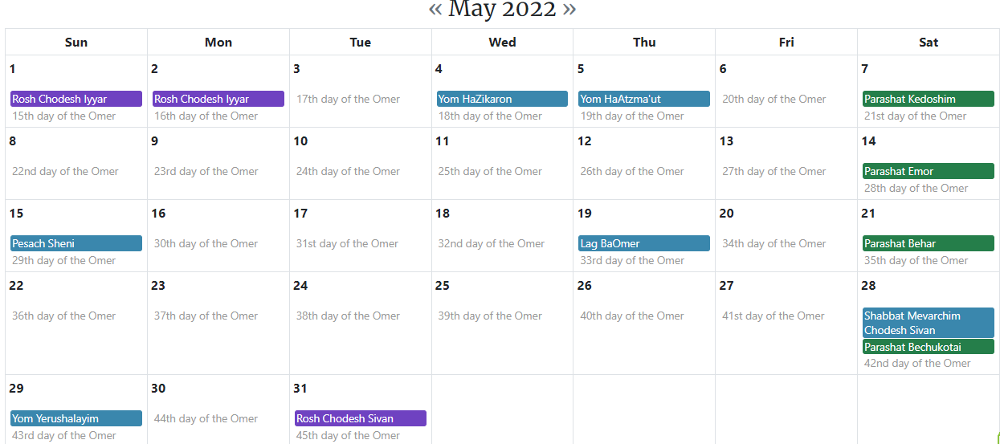 « May 2022 »
Sun Mon Tue Wed Thu Fri Sat
1 2 3 4 5 6 7
Rosh Chodesh Iyyar Rosh Chodesh Iyyar 17th day of the Omer Yom HaZikaron Yom HaAtzma'ut 20th day of the Omer Parashat Kedoshim
15th day of the Omer 16th day of the Omer 18th day of the Omer 19th day of the Omer 21st day of the Omer
8 9 10 11 12 13 14
22nd day of the Omer 23rd day of the Omer 24th day of the Omer 25th day of the Omer 26th day of the Omer 27th day of the Omer Parashat Emor
28th day of the Omer
15 16 17 18 19 20 21
Pesach Sheni 30th day of the Omer 31st day of the Omer 32nd day of the Omer Lag BaOmer 34th day of the Omer Parashat Behar
29th day of the Omer 33rd day of the Omer 35th day of the Omer
22 23 24 25 26 27 28
36th day of the Omer 37th day of the Omer 38th day of the Omer 39th day of the Omer 40th day of the Omer 41st day of the Omer Shabbat Mevarchim
Chodesh Sivan
Parashat Bechukotai
42nd day of the Omer
29 30 31
Yom Yerushalayim 44th day of the Omer Rosh Chodesh Sivan
43rd day of the Omer 45th day of the Omer